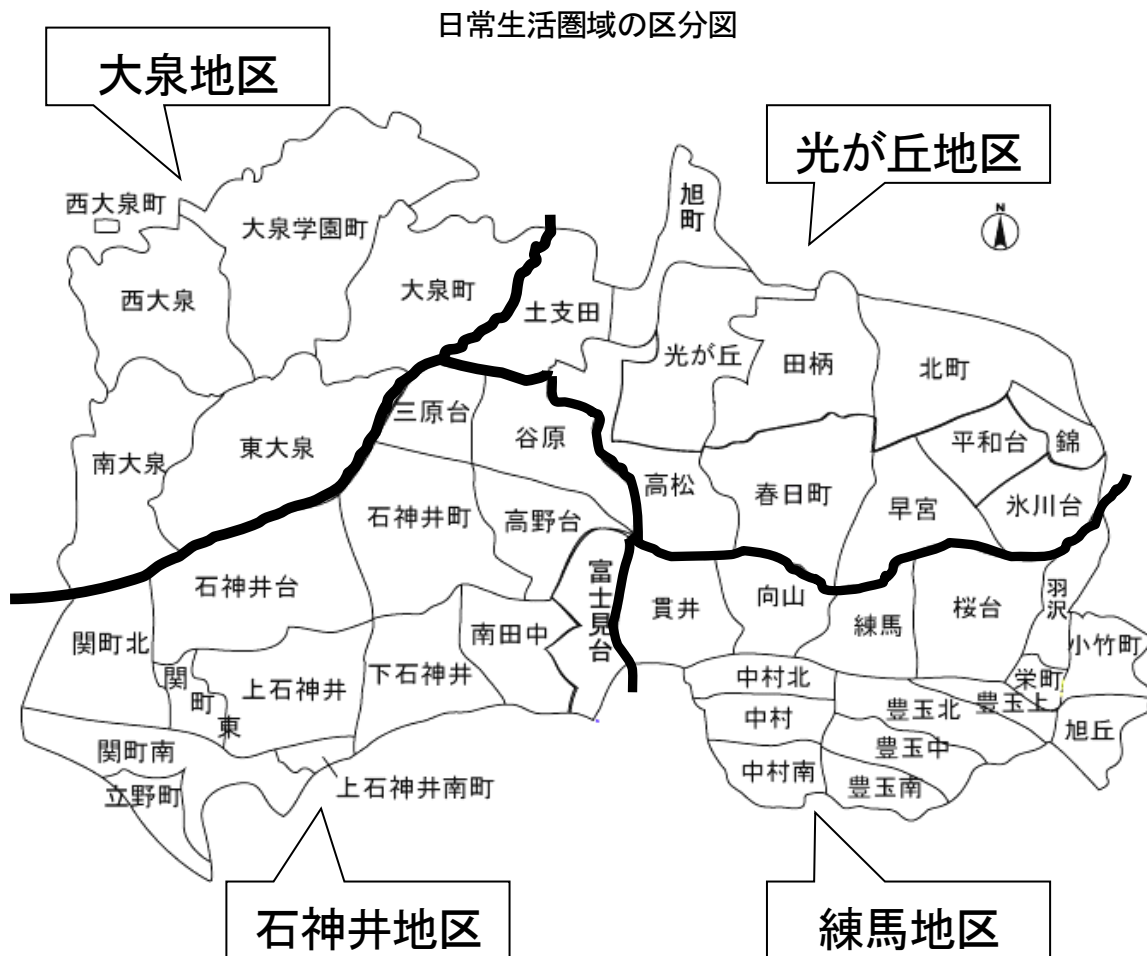 日常生活圏域の区分図
大泉地区
光が丘地区
旭町
西大泉町
N
大泉学園町
大泉町
西大泉
土支田
光が丘
田柄
北町
三原台
谷原
平和台
錦
東大泉
南大泉
高松
春日町
早宮
氷川台
石神井町
高野台
石神井台
富士見台
貫井
向山
練馬
桜台
羽沢
関町北
南田中
小竹町
関町東
上石神井
下石神井
中村北
栄町
豊玉上
豊玉北
中村
旭丘
関町南
豊玉中
中村南
豊玉南
立野町
上石神井南町
石神井地区
練馬地区